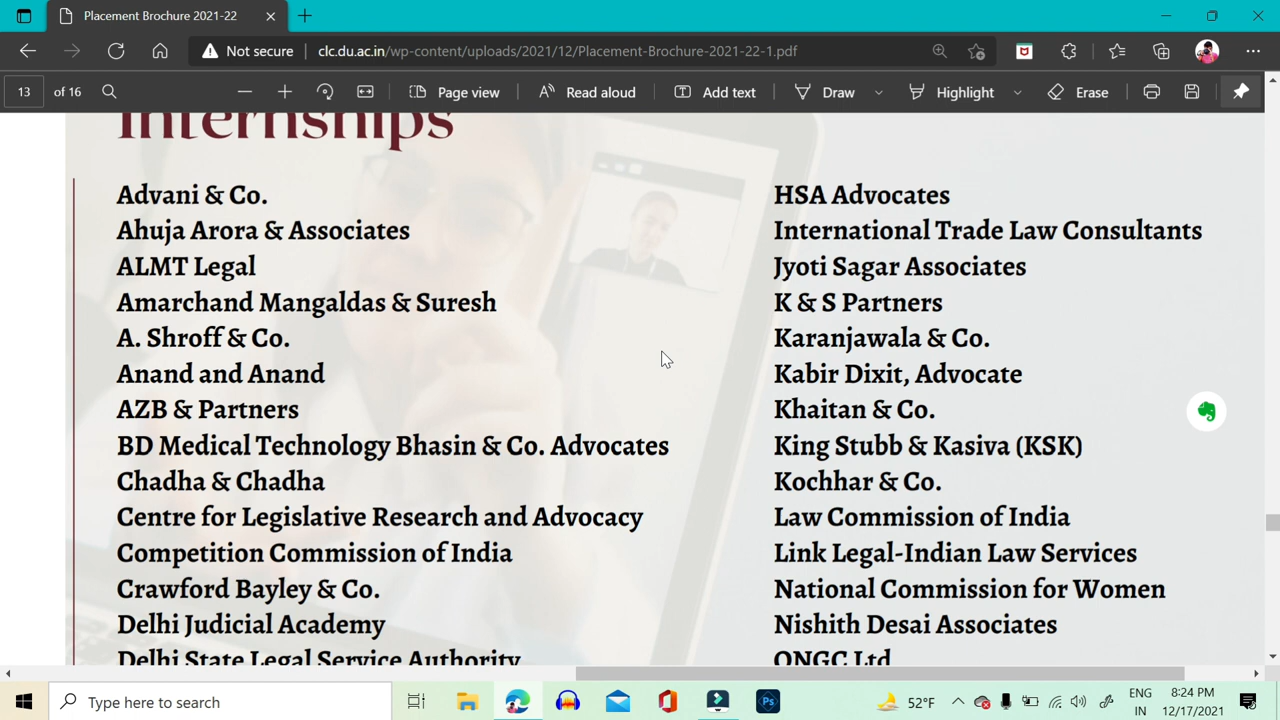 Placement Brochure 2021-22
Not secure
clc.du.ac.in/wp-content/uploads/2021/12/Placement-Brochure-2021-22-1.pdf
13 of 16
Page view
Read aloud
Add text
Draw
Highlight
Erase
Internships
Advani & Co.
Ahuja Arora & Associates
ALMT Legal
Amarchand Mangaldas & Suresh
A. Shroff & Co.
Anand and Anand
AZB & Partners
BD Medical Technology Bhasin & Co. Advocates
Chadha & Chadha
Centre for Legislative Research and Advocacy
Competition Commission of India
Crawford Bayley & Co.
Delhi Judicial Academy
Delhi State Legal Service Authority
HSA Advocates
International Trade Law Consultants
Jyoti Sagar Associates
K & S Partners
Karanjawala & Co.
Kabir Dixit, Advocate
Khaitan & Co.
King Stubb & Kasiva (KSK)
Kochhar & Co.
Law Commission of India
Link Legal-Indian Law Services
National Commission for Women
Nishith Desai Associates
ONGC Ltd
Type here to search
Ps
52°F
ENG
IN
8:24 PM
12/17/2021